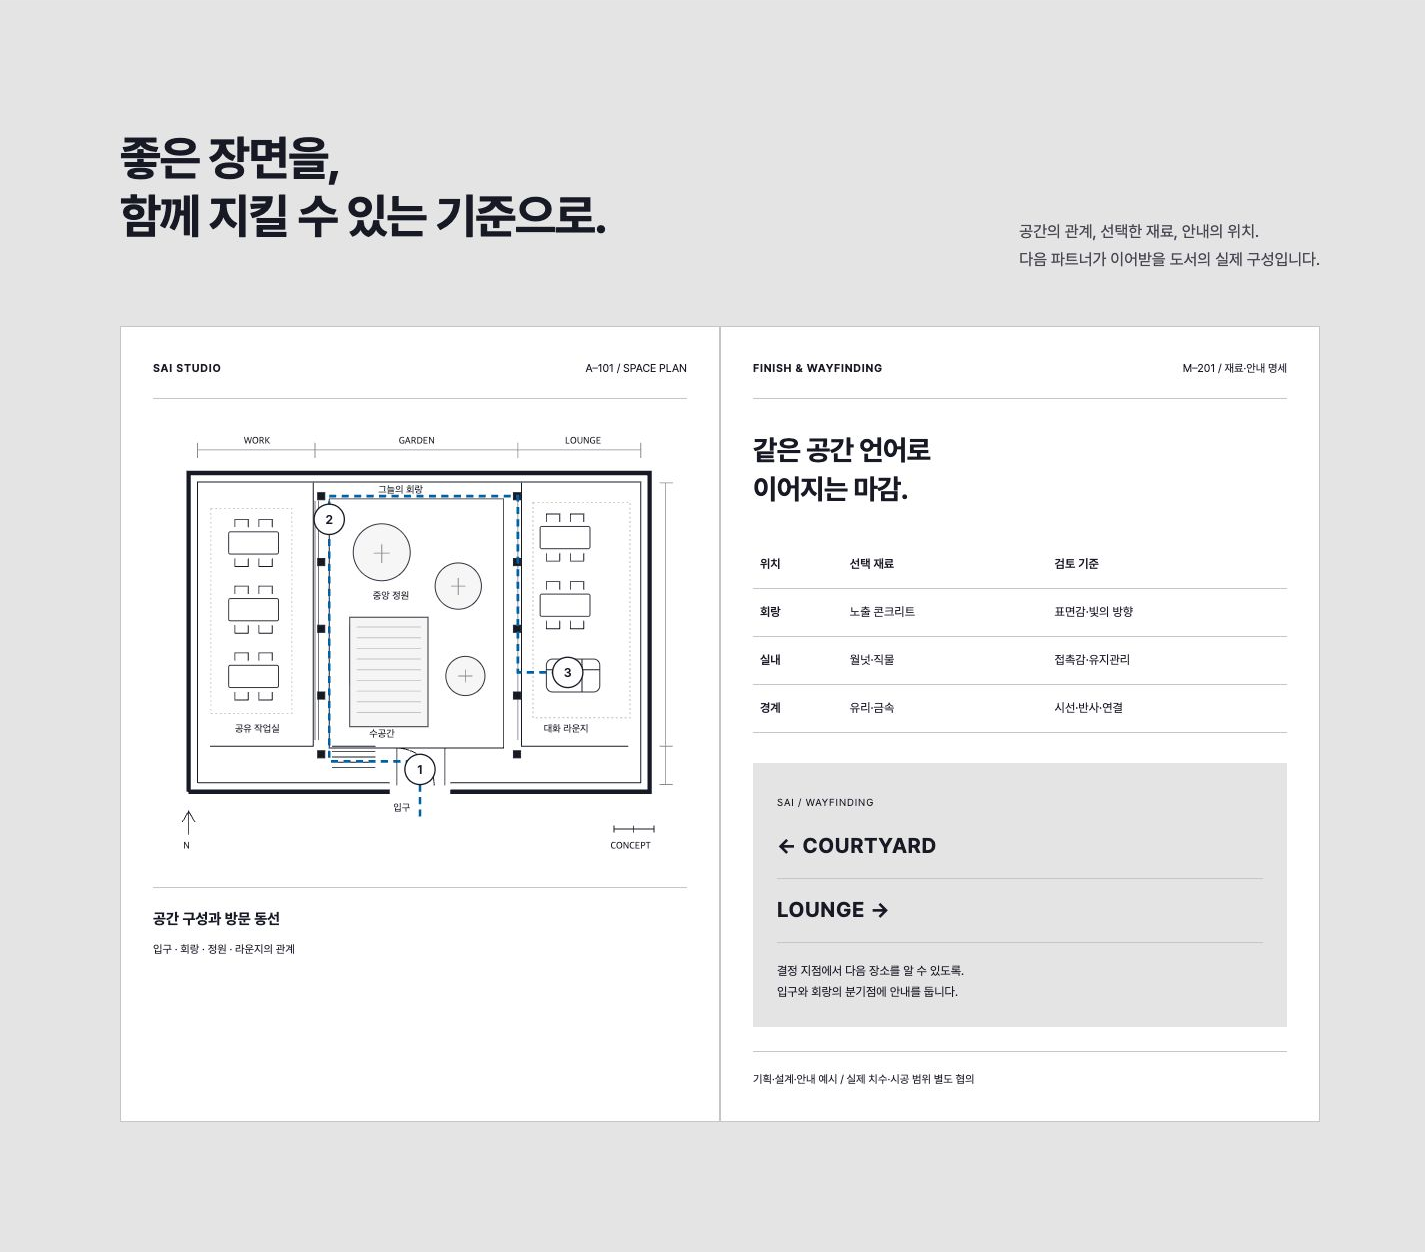 좋은 장면을,
함께 지킬 수 있는 기준으로.
공간의 관계, 선택한 재료, 안내의 위치.
다음 파트너가 이어받을 도서의 실제 구성입니다.
SAI STUDIO
A–101 / SPACE PLAN
WORK
GARDEN
LOUNGE
그늘의 회랑
2
중앙 정원
3
공유 작업실
수공간
대화 라운지
1
입구
N
CONCEPT
공간 구성과 방문 동선
입구 · 회랑 · 정원 · 라운지의 관계
FINISH & WAYFINDING
M–201 / 재료·안내 명세
같은 공간 언어로
이어지는 마감.
위치 선택 재료 검토 기준
회랑 노출 콘크리트 표면감·빛의 방향
실내 월넛·직물 접촉감·유지관리
경계 유리·금속 시선·반사·연결
SAI / WAYFINDING
← COURTYARD
LOUNGE →
결정 지점에서 다음 장소를 알 수 있도록.
입구와 회랑의 분기점에 안내를 둡니다.
기획·설계·안내 예시 / 실제 치수·시공 범위 별도 협의